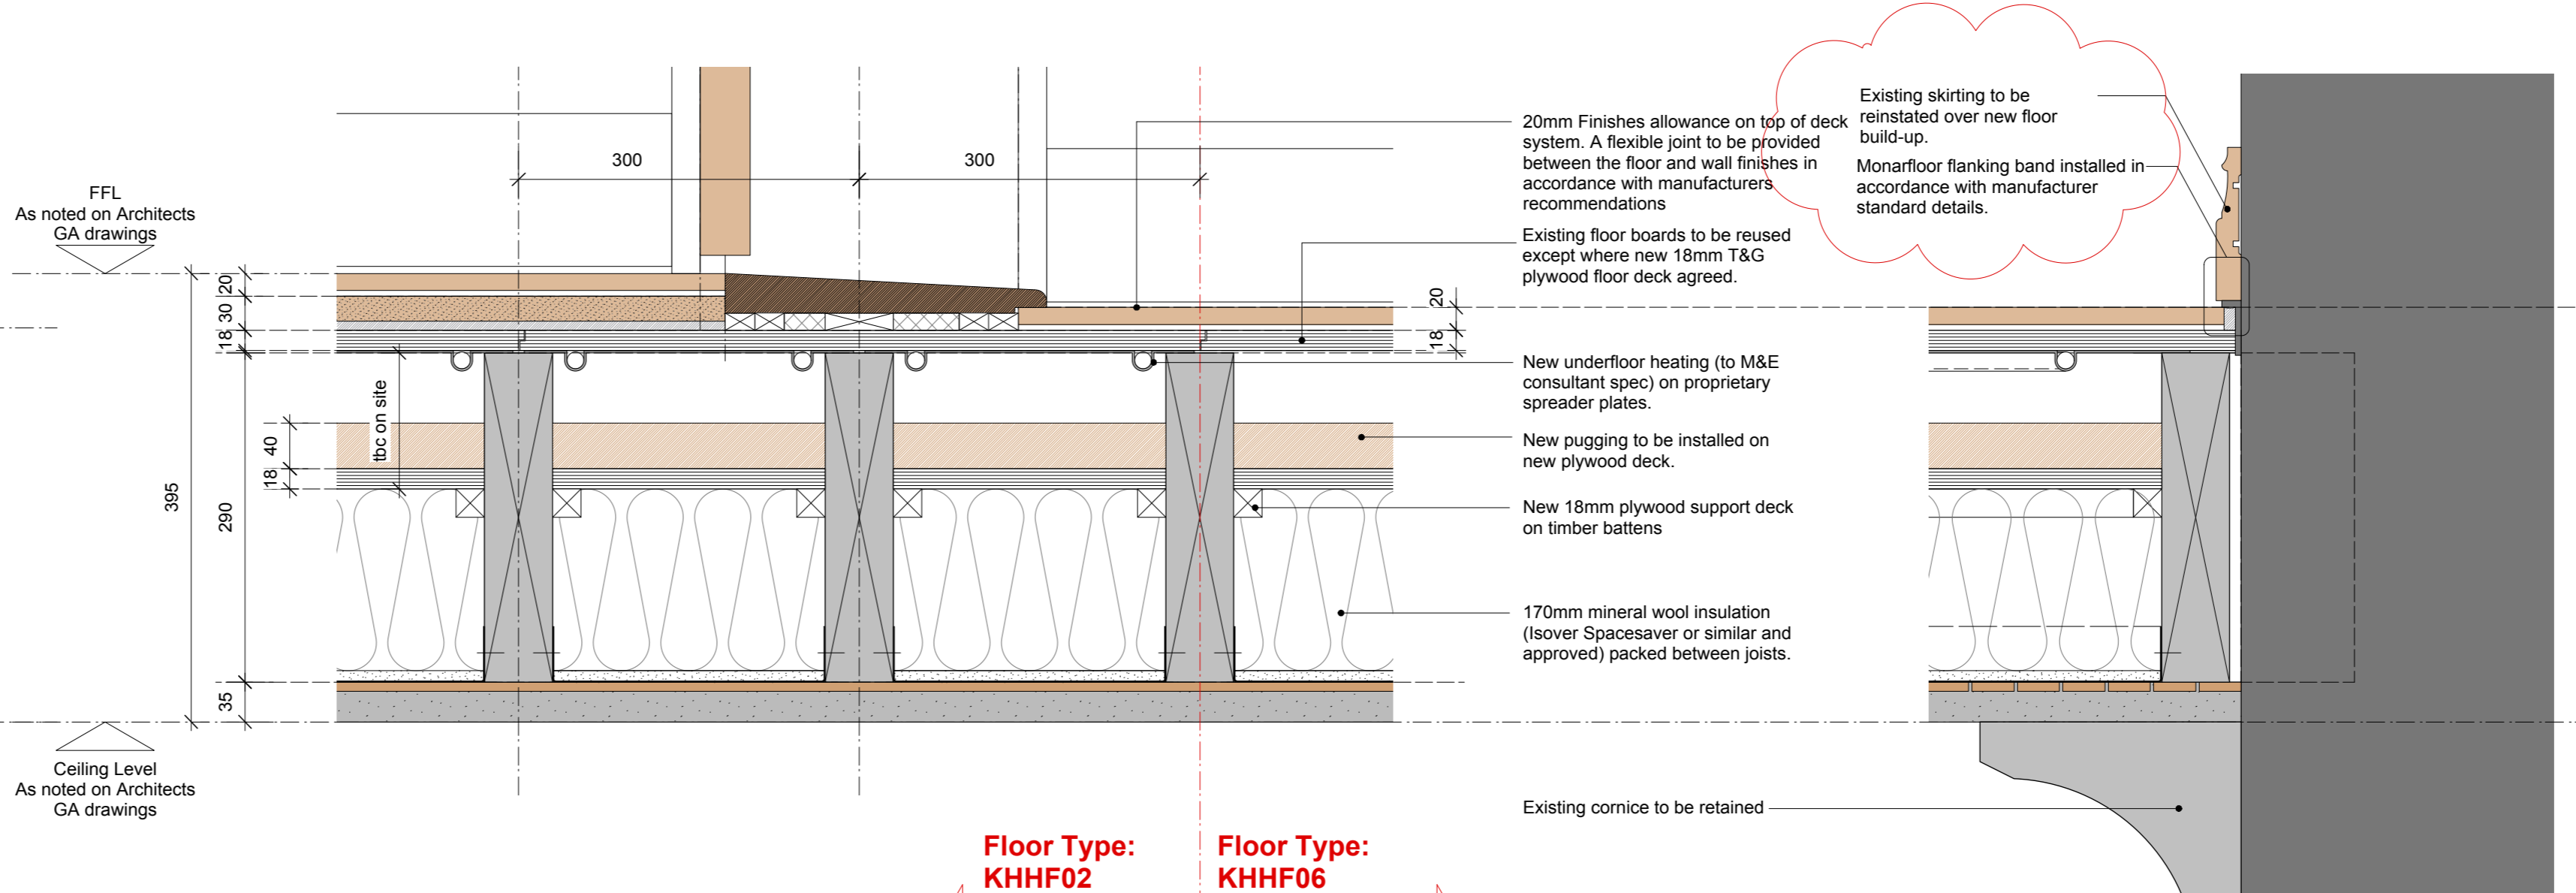 FFL
As noted on Architects
GA drawings
20
30
18
395
290
35
40
18
tbc on site
300
300
Ceiling Level
As noted on Architects
GA drawings
20mm Finishes allowance on top of deck
system. A flexible joint to be provided
between the floor and wall finishes in
accordance with manufacturers
recommendations
Existing floor boards to be reused
except where new 18mm T&G
plywood floor deck agreed.
20
18
New underfloor heating (to M&E
consultant spec) on proprietary
spreader plates.
New pugging to be installed on
new plywood deck.
New 18mm plywood support deck
on timber battens
170mm mineral wool insulation
(Isover Spacesaver or similar and
approved) packed between joists.
Existing cornice to be retained
Existing skirting to be
reinstated over new floor
build-up.
Monarfloor flanking band installed in
accordance with manufacturer
standard details.
Floor Type:
KHHF02
Floor Type:
KHHF06